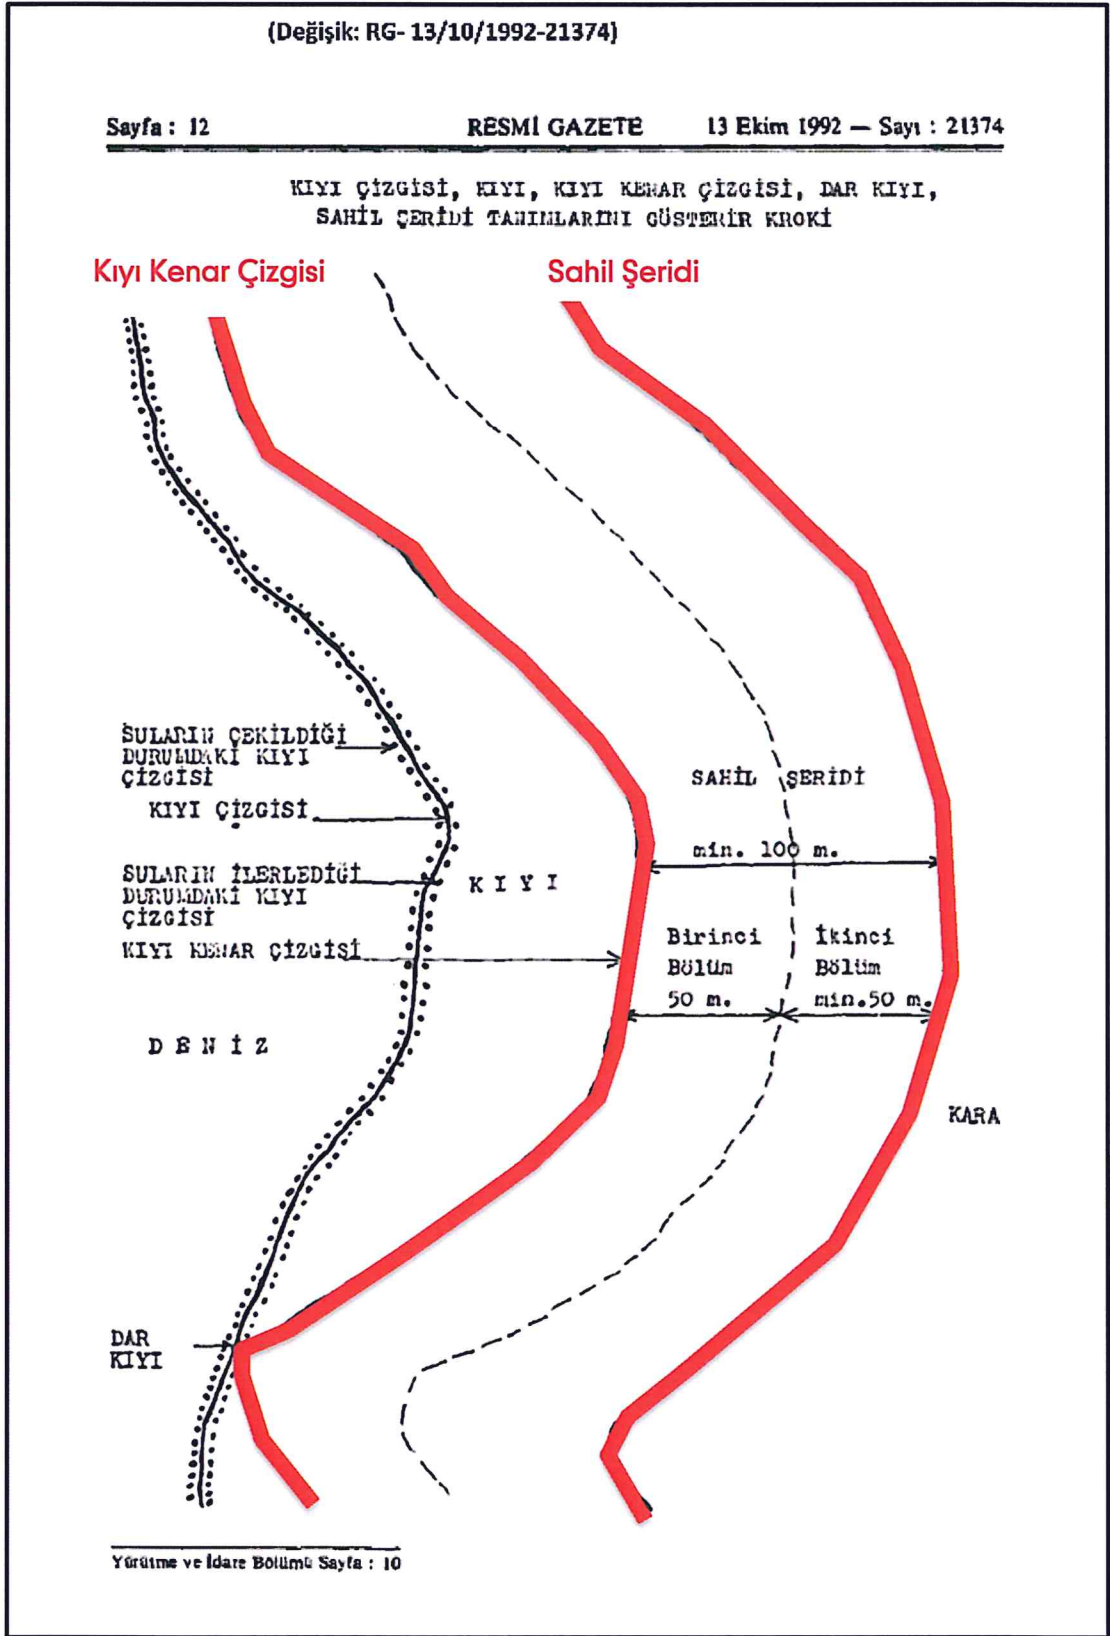 (Değişik: RG- 13/10/1992-21374)
Sayfa : 12 RESMİ GAZETE 13 Ekim 1992 — Sayı : 21374
KIYI ÇİZGİSİ, KIYI, KIYI KENAR ÇİZGİSİ, DAR KIYI,
SAHİL ŞERİDİ TANIMLARINI GÖSTERİR KROKİ
Kıyı Kenar Çizgisi Sahil Şeridi
SULARIN ÇEKİLDİĞİ
DURUMDAKİ KIYI
ÇİZGİSİ
KIYI ÇİZGİSİ
SULARIN İLERLEDİĞİ
DURUMDAKİ KIYI
ÇİZGİSİ
KIYI KENAR ÇİZGİSİ
KIYI
DENİZ
SAHİL ŞERİDİ
min. 100 m.
Birinci
Bölüm
50 m.
İkinci
Bölüm
min.50 m.
KARA
DAR
KIYI
Yürütme ve İdare Bölümü Sayfa : 10